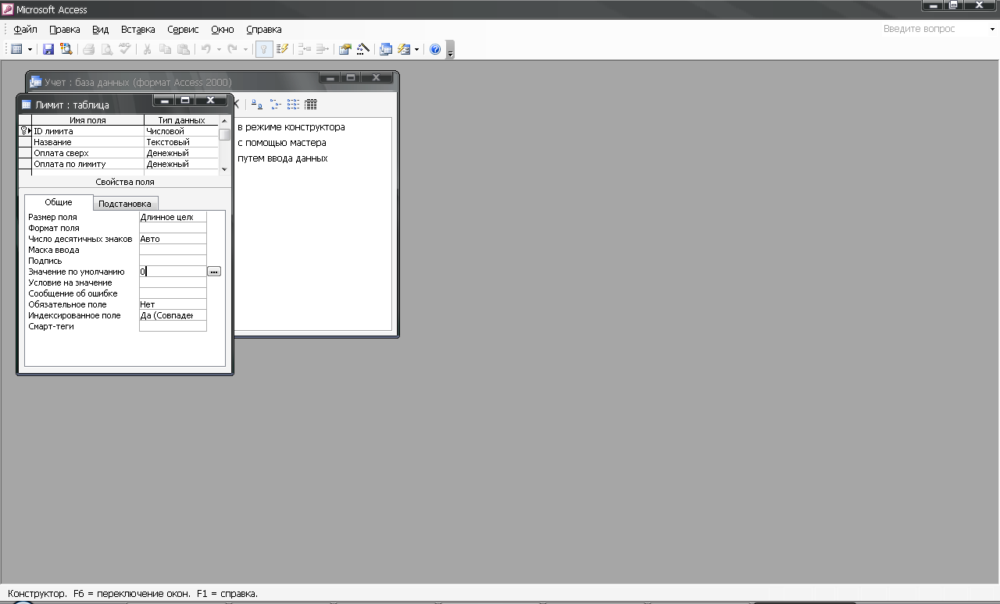 Microsoft Access
Файл Правка Вид Вставка Сервис Окно Справка Введите вопрос
Учет : база данных (формат Access 2000)
в режиме конструктора
с помощью мастера
путем ввода данных
Лимит : таблица
Имя поля Тип данных
ID лимита Числовой
Название Текстовый
Оплата сверх Денежный
Оплата по лимиту Денежный
Свойства поля
Общие Подстановка
Размер поля Длинное цело
Формат поля
Число десятичных знаков Авто
Маска ввода
Подпись
Значение по умолчанию 0
Условие на значение
Сообщение об ошибке
Обязательное поле Нет
Индексированное поле Да (Совпаден
Смарт-теги
Конструктор. F6 = переключение окон. F1 = справка.